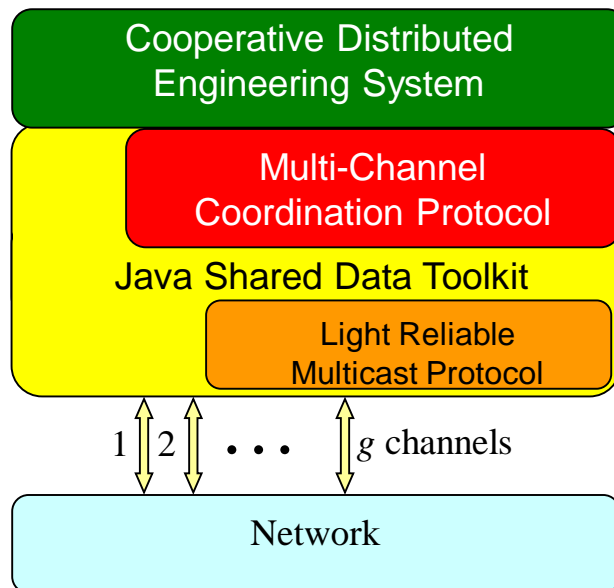 Cooperative Distributed
Engineering System
Multi-Channel
Coordination Protocol
Java Shared Data Toolkit
Light Reliable
Multicast Protocol
1 2 • • • g channels
Network